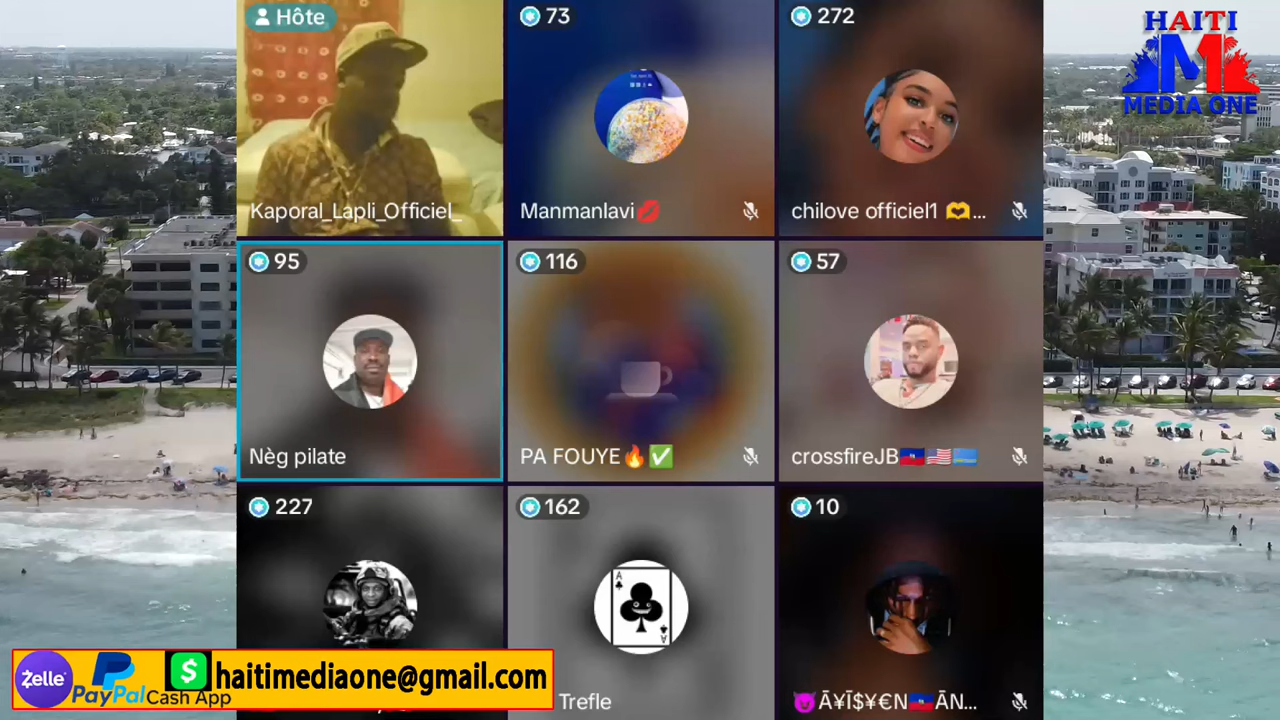 Hôte
73
272
HAITI
M
MEDIA ONE
Kaporal_Lapli_Officiel_
Manmanlavi💋
chilove officiel1 🫶...
95
116
57
Nèg pilate
PA FOUYE🔥✅
crossfireJB🇭🇹🇺🇸🇦🇼
227
162
10
A
A
Zelle
PayPal
$
Cash App
haitimediaone@gmail.com
Trefle
😈Ã¥Ī$¥€N🇭🇹ĀN...